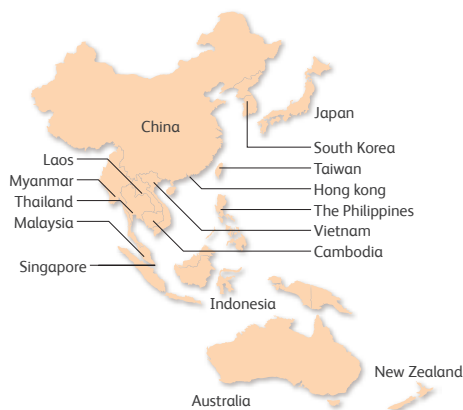 Japan
China
South Korea
Laos
Taiwan
Myanmar
Hong kong
Thailand
The Philippines
Malaysia
Vietnam
Cambodia
Singapore
Indonesia
New Zealand
Australia